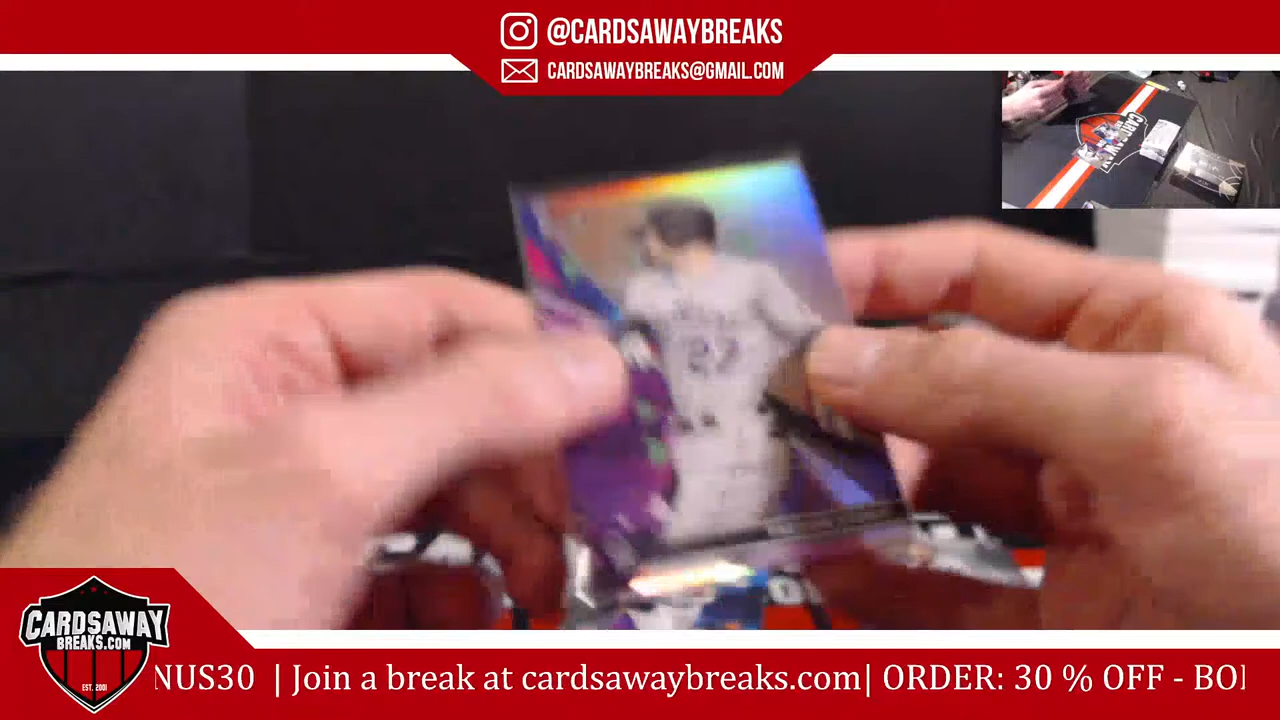 @CARDSAWAYBREAKS
CARDSAWAYBREAKS@GMAIL.COM
27
CARDSAWAY
BREAKS.COM
EST. 2001
NUS30 | Join a break at cardsawaybreaks.com| ORDER: 30 % OFF - BO